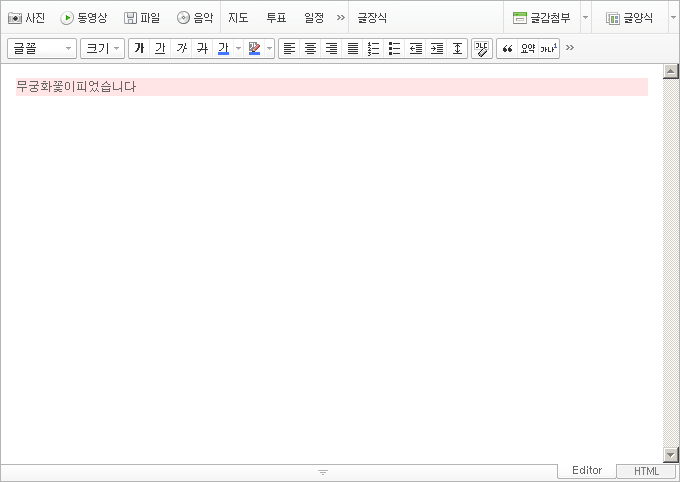 사진 동영상 파일 음악 지도 투표 일정 글장식 글감첨부 글양식
글꼴 크기 가 가 가 가 가 가 요약 가나1
무궁화꽃이피었습니다
Editor HTML